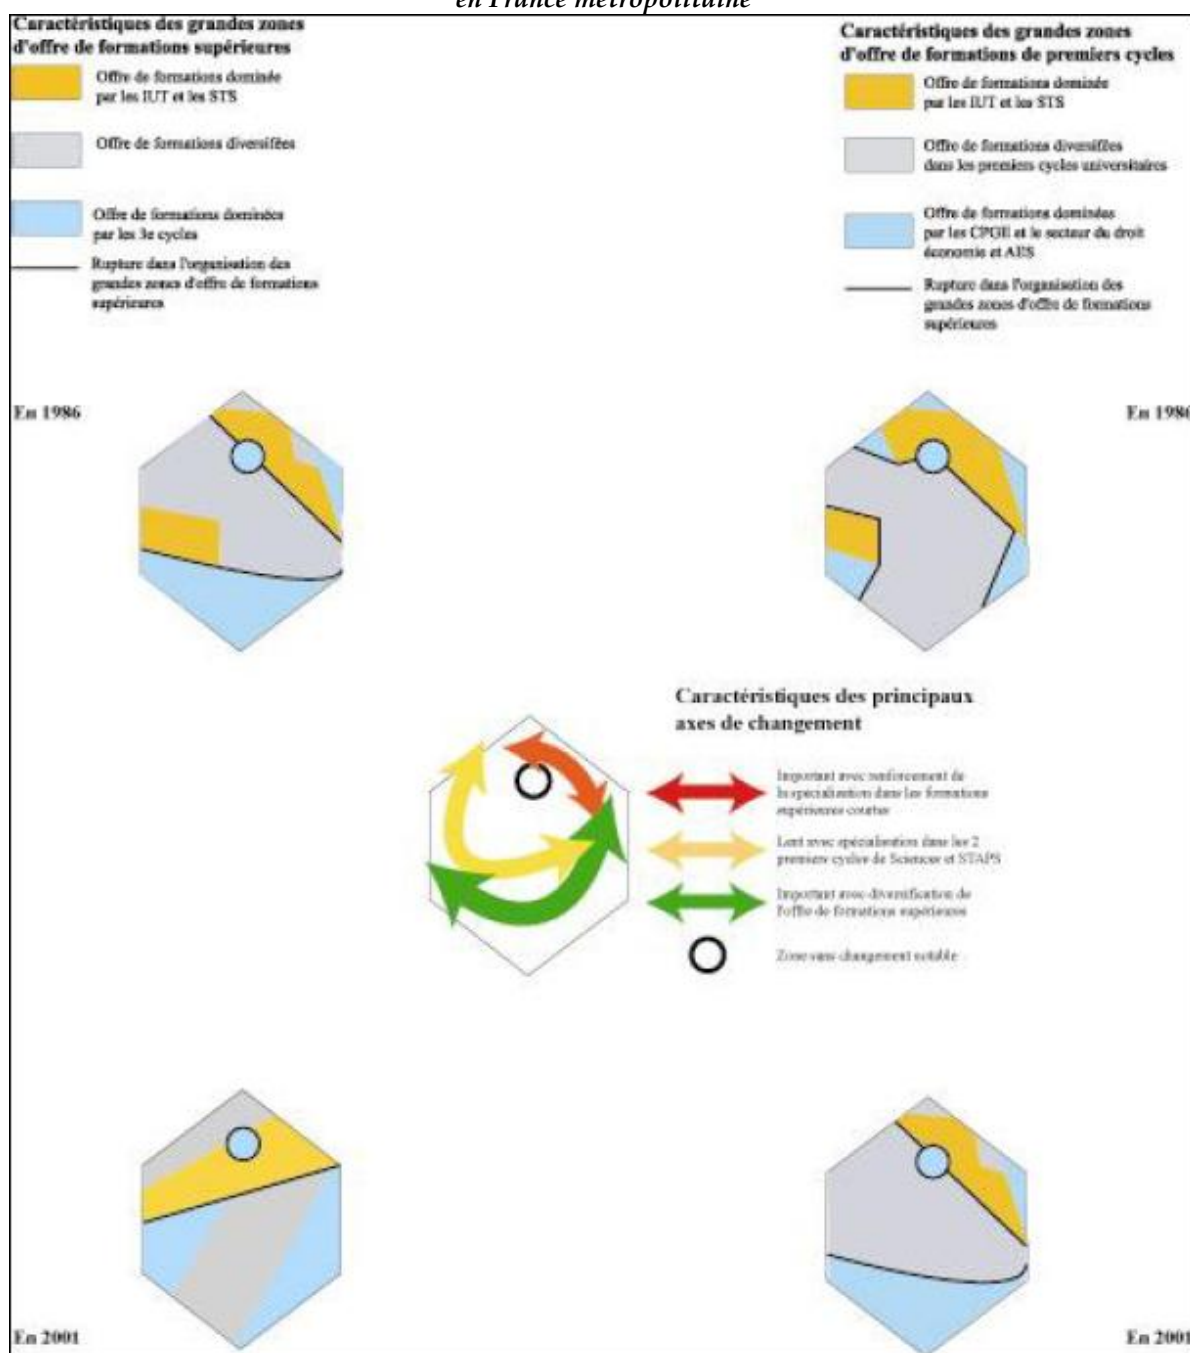 en France métropolitaine
Caractéristiques des grandes zones
d'offre de formations supérieures
Offre de formations dominée
par les IUT et les STS
Offre de formations diversifées
Offre de formations dominées
par les 3e cycles
Rupture dans l'organisation des
grandes zones d'offre de formations
supérieures
Caractéristiques des grandes zones
d'offre de formations de premiers cycles
Offre de formations dominée
par les IUT et les STS
Offre de formations diversifées
dans les premiers cycles universitaires
Offre de formations dominées
par les CPGE et le secteur du droit
économie et AES
Rupture dans l'organisation des
grandes zones d'offre de formations
supérieures
En 1986
En 1986
Caractéristiques des principaux
axes de changement
Important avec renforcement de
la spécialisation dans les formations
supérieures courtes
Lent avec spécialisation dans les 2
premiers cycles de Sciences et STAPS
Important avec diversification de
l'offre de formations supérieures
Zone sans changement notable
En 2001
En 2001